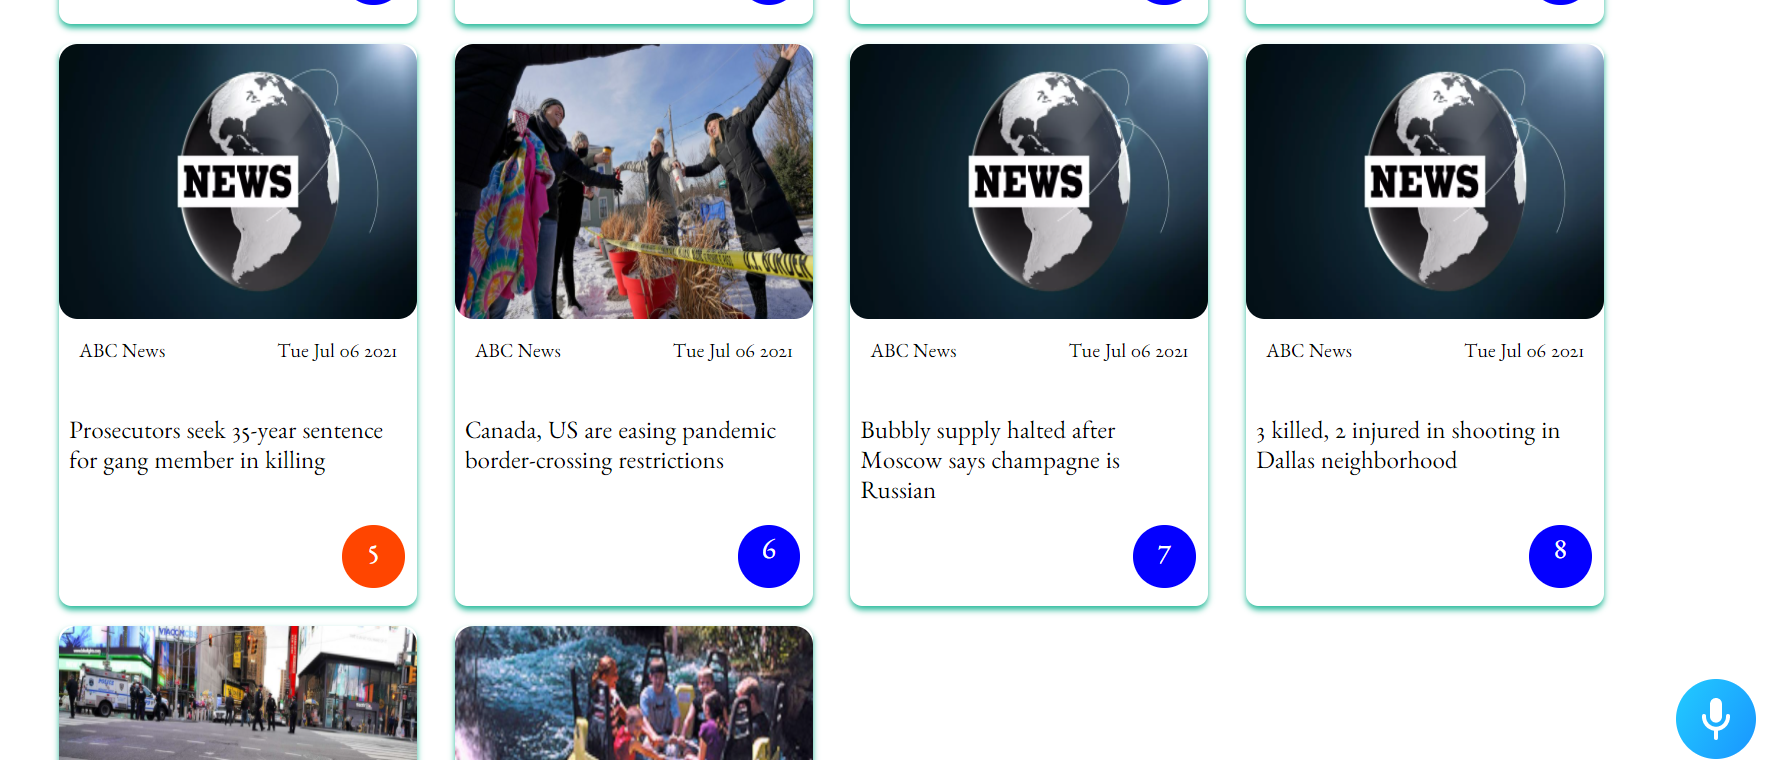 NEWS
NEWS
NEWS
U.S. BORDER
ABC News Tue Jul 06 2021
ABC News Tue Jul 06 2021
ABC News Tue Jul 06 2021
ABC News Tue Jul 06 2021
Prosecutors seek 35-year sentence
for gang member in killing
Canada, US are easing pandemic
border-crossing restrictions
Bubbly supply halted after
Moscow says champagne is
Russian
3 killed, 2 injured in shooting in
Dallas neighborhood
5
6
7
8
VIACOM
POLICE